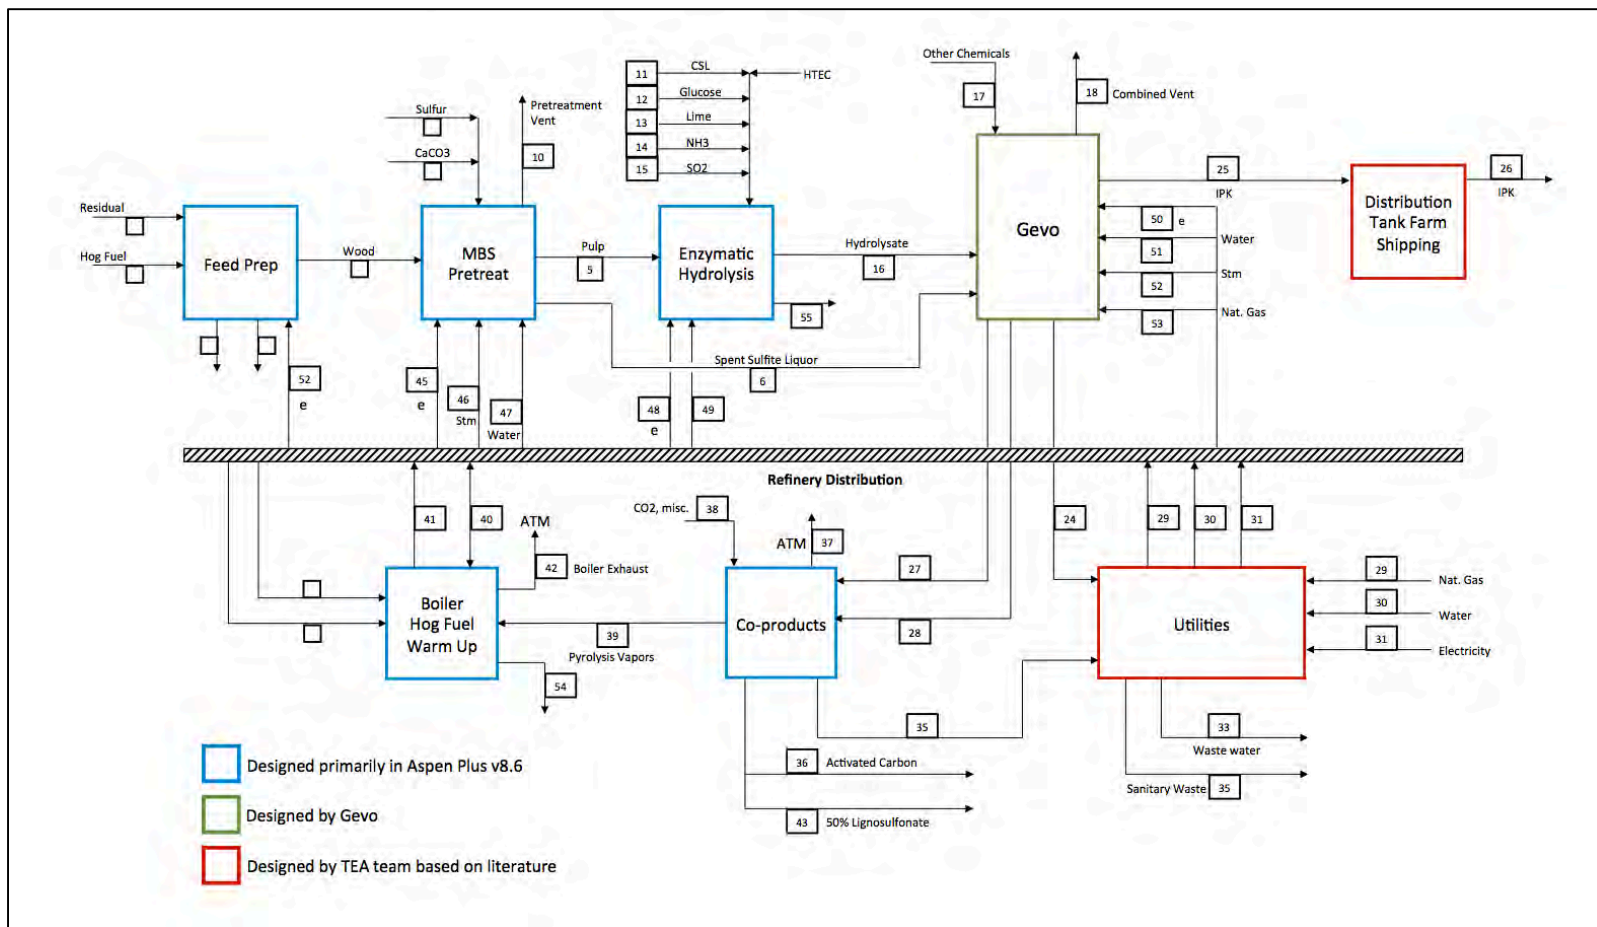 Other Chemicals
17
18
Combined Vent
11
CSL
HTEC
12
Glucose
13
Lime
14
NH3
15
SO2
Sulfur
CaCO3
Pretreatment
Vent
10
25
IPK
26
IPK
Residual
Hog Fuel
Feed Prep
Wood
MBS
Pretreat
Pulp
5
Enzymatic
Hydrolysis
Hydrolysate
16
Gevo
50
e
Water
51
Stm
52
Nat. Gas
53
Distribution
Tank Farm
Shipping
55
Spent Sulfite Liquor
6
52
e
45
e
46
Stm
47
Water
48
e
49
Refinery Distribution
41
40
ATM
42
Boiler Exhaust
CO2, misc.
38
ATM
37
27
28
24
29
30
31
Boiler
Hog Fuel
Warm Up
39
Pyrolysis Vapors
Co-products
Utilities
29
Nat. Gas
30
Water
31
Electricity
54
35
36
Activated Carbon
43
50% Lignosulfonate
33
Waste water
Sanitary Waste
35
Designed primarily in Aspen Plus v8.6
Designed by Gevo
Designed by TEA team based on literature